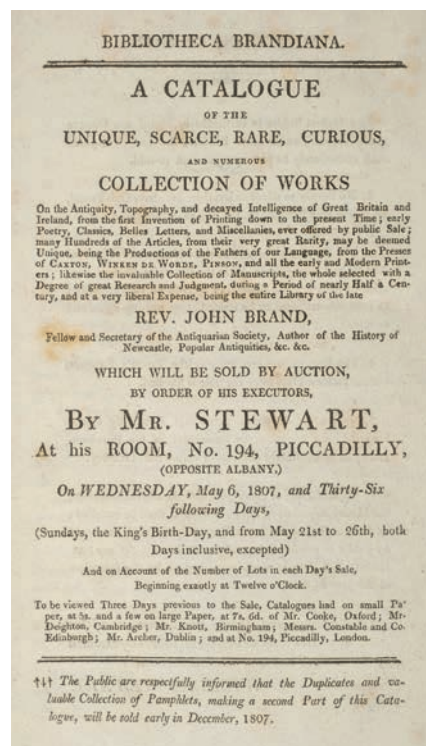 BIBLIOTHECA BRANDIANA.
A CATALOGUE
OF THE
UNIQUE, SCARCE, RARE, CURIOUS,
AND NUMEROUS
COLLECTION OF WORKS
On the Antiquity, Topography, and decayed Intelligence of Great Britain and
Ireland, from the first Invention of Printing down to the present Time; early
Poetry, Classics, Belles Letters, and Miscellanies, ever offered by public Sale;
many Hundreds of the Articles, from their very great Rarity, may be deemed
Unique, being the Productions of the Fathers of our Language, from the Presses
of CAXTON, WINKEN DE WORDE, PINSON, and all the early and Modern Print-
ers; likewise the invaluable Collection of Manuscripts, the whole selected with a
Degree of great Research and Judgment, during a Period of nearly Half a Cen-
tury, and at a very liberal Expense, being the entire Library of the late
REV. JOHN BRAND,
Fellow and Secretary of the Antiquarian Society, Author of the History of
Newcastle, Popular Antiquities, &c. &c.
WHICH WILL BE SOLD BY AUCTION,
BY ORDER OF HIS EXECUTORS,
BY MR. STEWART,
At his ROOM, No. 194, PICCADILLY,
(OPPOSITE ALBANY.)
On WEDNESDAY, May 6, 1807, and Thirty-Six
following Days,
(Sundays, the King's Birth-Day, and from May 21st to 26th, both
Days inclusive, excepted)
And on Account of the Number of Lots in each Day's Sale,
Beginning exactly at Twelve o'Clock.
To be viewed Three Days previous to the Sale, Catalogues had on small Pa-
per, at 5s. and a few on large Paper, at 7s. 6d. of Mr. Cooke, Oxford; Mr.
Deighton, Cambridge; Mr. Knott, Birmingham; Messrs. Constable and Co.
Edinburgh; Mr. Archer, Dublin; and at No. 194, Piccadilly, London.
†‡† The Public are respectfully informed that the Duplicates and va-
luable Collection of Pamphlets, making a second Part of this Cata-
logue, will be sold early in December, 1807.